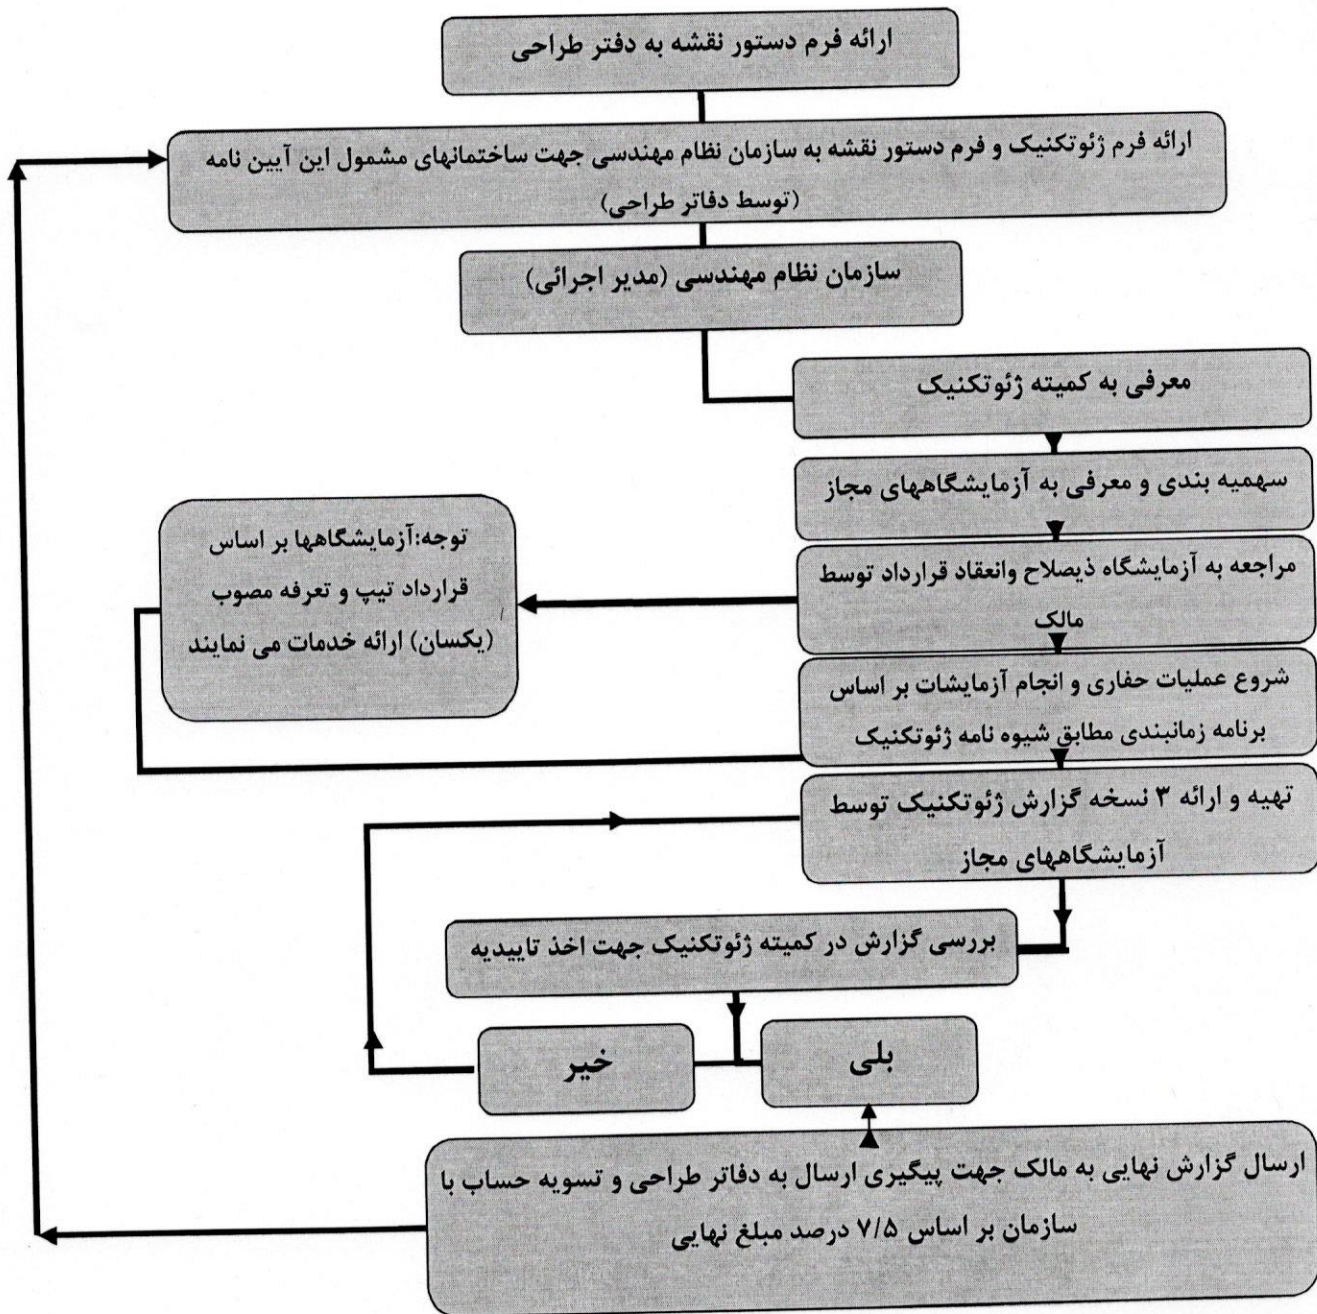 ارائه فرم دستور نقشه به دفتر طراحی
ارائه فرم ژئوتکنیک و فرم دستور نقشه به سازمان نظام مهندسی جهت ساختمانهای مشمول این آیین نامه
(توسط دفاتر طراحی)
سازمان نظام مهندسی (مدیر اجرائی)
معرفی به کمیته ژئوتکنیک
سهمیه بندی و معرفی به آزمایشگاههای مجاز
مراجعه به آزمایشگاه ذیصلاح وانعقاد قرارداد توسط
مالک
توجه:آزمایشگاهها بر اساس
قرارداد تیپ و تعرفه مصوب
(یکسان) ارائه خدمات می نمایند
شروع عملیات حفاری و انجام آزمایشات بر اساس
برنامه زمانبندی مطابق شیوه نامه ژئوتکنیک
تهیه و ارائه ۳ نسخه گزارش ژئوتکنیک توسط
آزمایشگاههای مجاز
بررسی گزارش در کمیته ژئوتکنیک جهت اخذ تاییدیه
بلی
خیر
ارسال گزارش نهایی به مالک جهت پیگیری ارسال به دفاتر طراحی و تسویه حساب با
سازمان بر اساس ۷/۵ درصد مبلغ نهایی